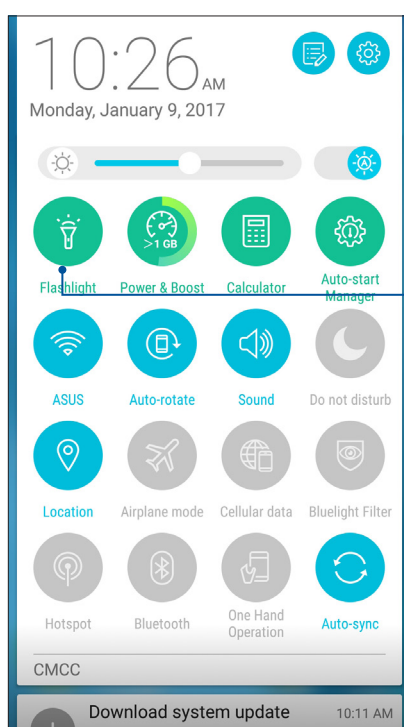 10:26 AM
Monday, January 9, 2017
A
>1 GB
Flashlight
Power & Boost
Calculator
Auto-start
Manager
ASUS
Auto-rotate
Sound
Do not disturb
Location
Airplane mode
Cellular data
Bluelight Filter
Hotspot
Bluetooth
One Hand
Operation
Auto-sync
CMCC
Download system update 10:11 AM